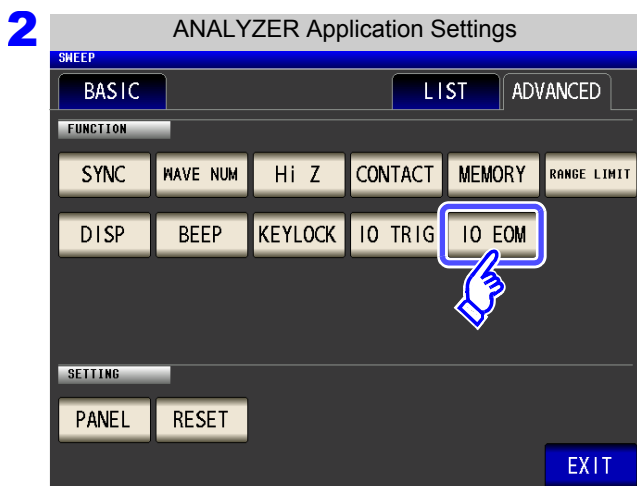 2
ANALYZER Application Settings
SWEEP
BASIC LIST ADVANCED
FUNCTION
SYNC WAVE NUM Hi Z CONTACT MEMORY RANGE LIMIT
DISP BEEP KEYLOCK IO TRIG IO EOM
SETTING
PANEL RESET
EXIT